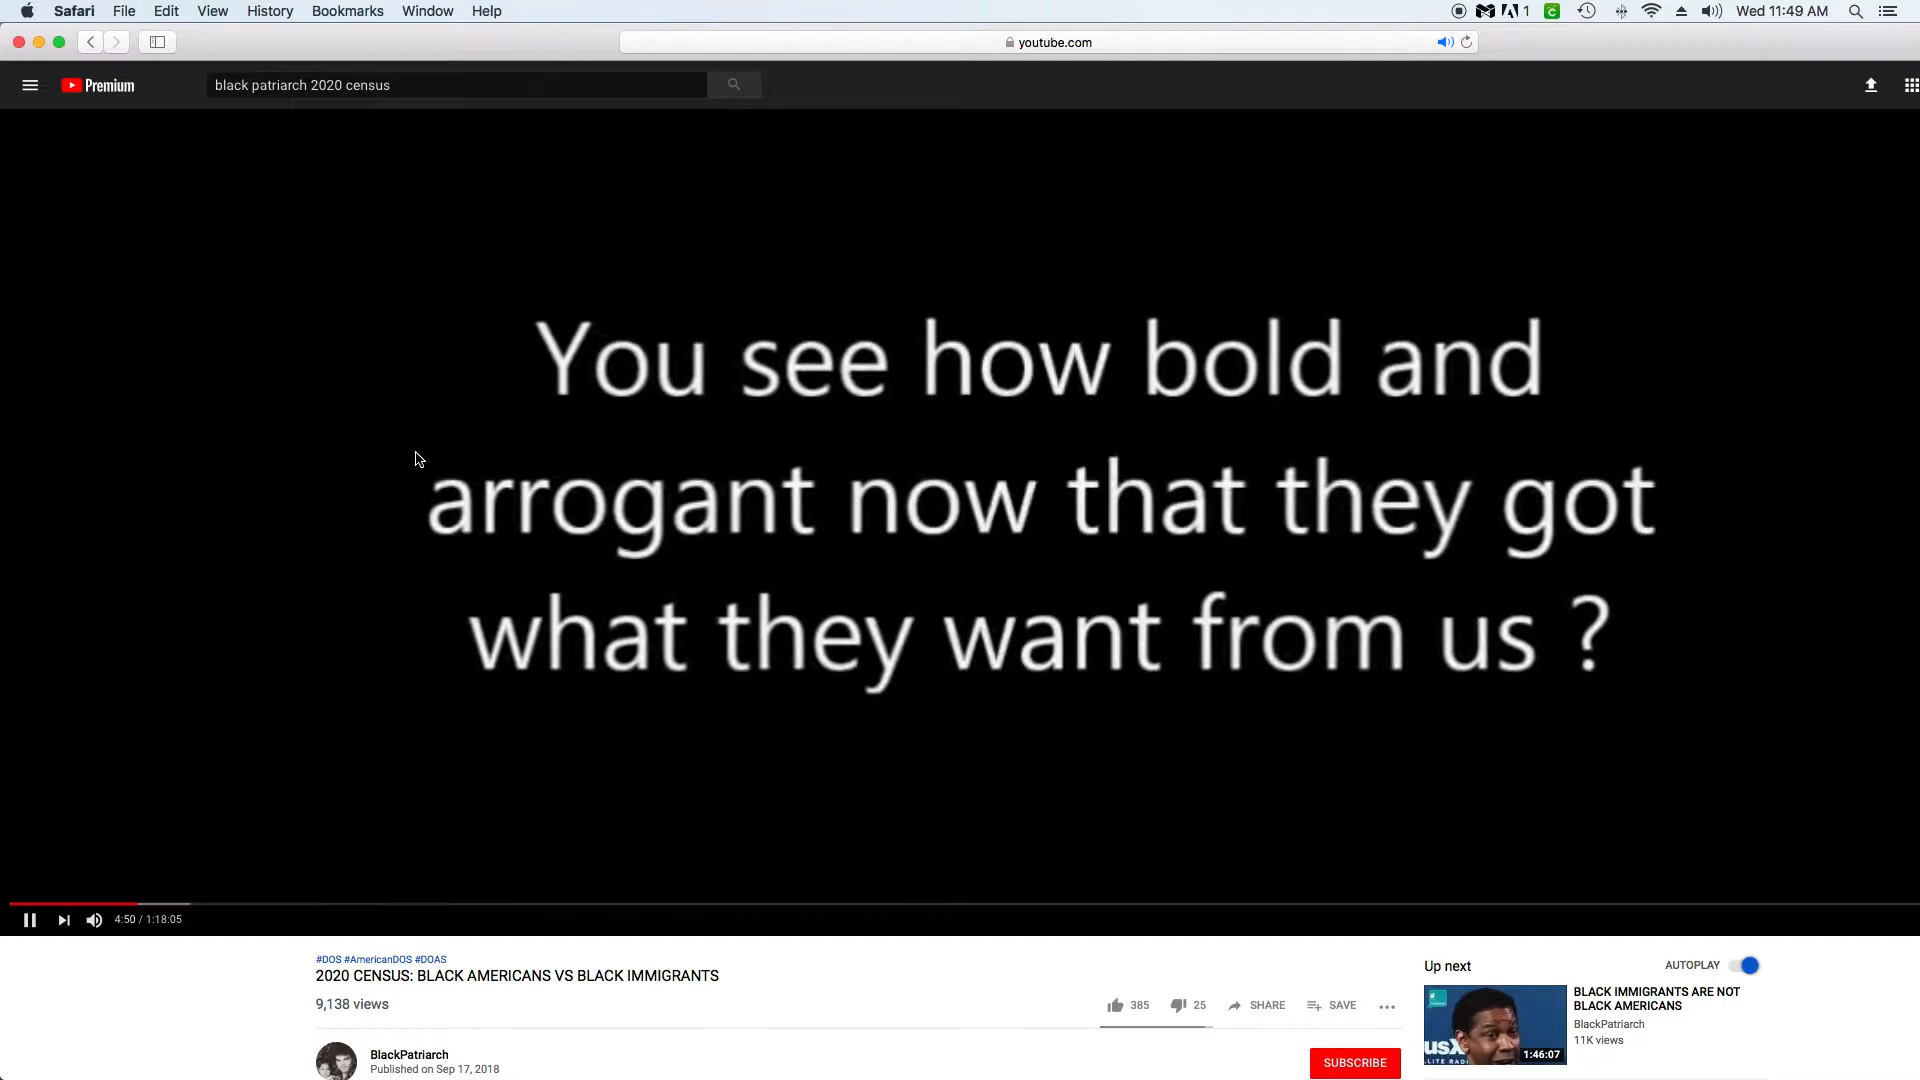 Safari File Edit View History Bookmarks Window Help
1
Wed 11:49 AM
youtube.com
Premium
black patriarch 2020 census
You see how bold and
arrogant now that they got
what they want from us ?
4:50 / 1:18:05
#DOS #AmericanDOS #DOAS
2020 CENSUS: BLACK AMERICANS VS BLACK IMMIGRANTS
9,138 views
385 25 SHARE SAVE
BlackPatriarch
Published on Sep 17, 2018
SUBSCRIBE
Up next
AUTOPLAY
BLACK IMMIGRANTS ARE NOT
BLACK AMERICANS
BlackPatriarch
11K views
1:46:07